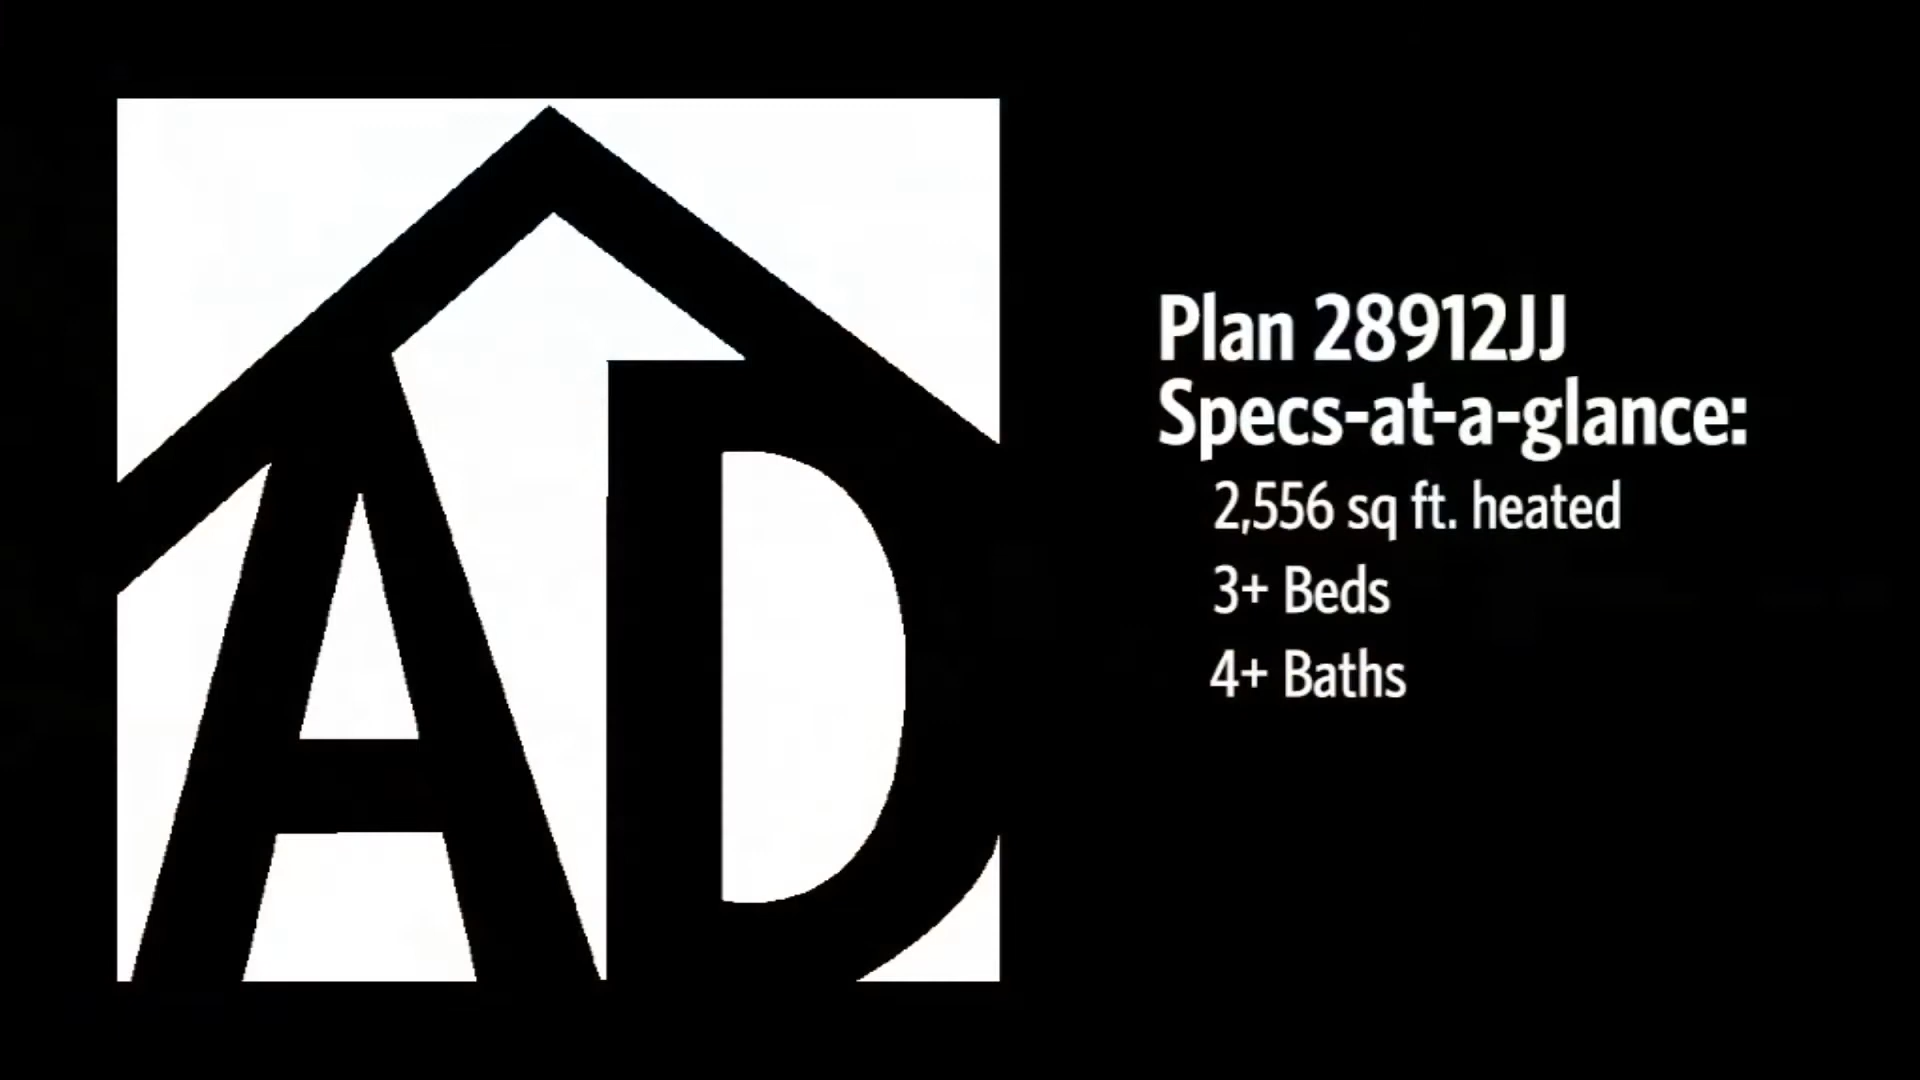 AD
Plan 28912JJ
Specs-at-a-glance:
2,556 sq ft. heated
3+ Beds
4+ Baths